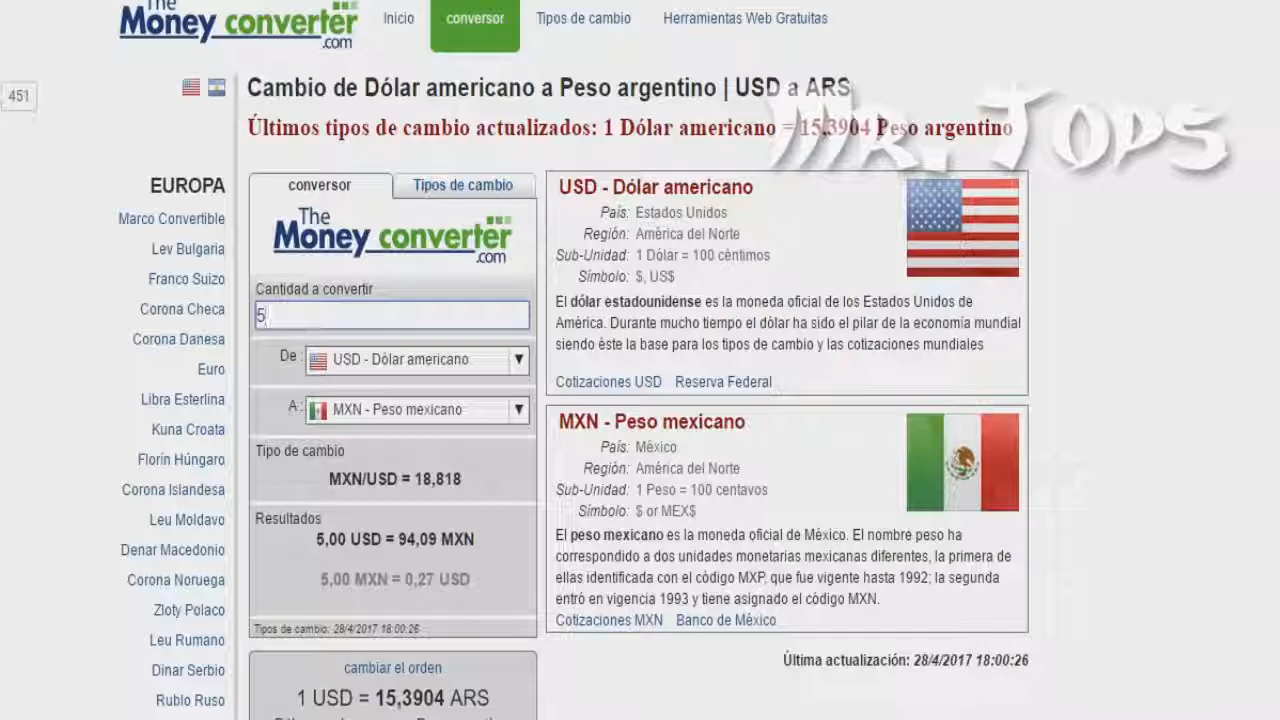 The
Money converter
.com
Inicio
conversor
Tipos de cambio
Herramientas Web Gratuitas
451
Cambio de Dólar americano a Peso argentino | USD a ARS
Últimos tipos de cambio actualizados: 1 Dólar americano = 15,3904 Peso argentino
Mr. Tops
EUROPA
Marco Convertible
Lev Bulgaria
Franco Suizo
Corona Checa
Corona Danesa
Euro
Libra Esterlina
Kuna Croata
Florín Húngaro
Corona Islandesa
Leu Moldavo
Denar Macedonio
Corona Noruega
Zloty Polaco
Leu Rumano
Dinar Serbio
Rublo Ruso
conversor
Tipos de cambio
The
Money converter
.com
Cantidad a convertir
5
De :
USD - Dólar americano
A :
MXN - Peso mexicano
Tipo de cambio
MXN/USD = 18,818
Resultados
5,00 USD = 94,09 MXN
5,00 MXN = 0,27 USD
Tipos de cambio: 28/4/2017 18:00:26
cambiar el orden
1 USD = 15,3904 ARS
USD - Dólar americano
País: Estados Unidos
Región: América del Norte
Sub-Unidad: 1 Dólar = 100 céntimos
Símbolo: $, US$
El dólar estadounidense es la moneda oficial de los Estados Unidos de
América. Durante mucho tiempo el dólar ha sido el pilar de la economía mundial
siendo éste la base para los tipos de cambio y las cotizaciones mundiales
Cotizaciones USD Reserva Federal
MXN - Peso mexicano
País: México
Región: América del Norte
Sub-Unidad: 1 Peso = 100 centavos
Símbolo: $ or MEX$
El peso mexicano es la moneda oficial de México. El nombre peso ha
correspondido a dos unidades monetarias mexicanas diferentes, la primera de
ellas identificada con el código MXP, que fue vigente hasta 1992; la segunda
entró en vigencia 1993 y tiene asignado el código MXN.
Cotizaciones MXN Banco de México
Última actualización: 28/4/2017 18:00:26